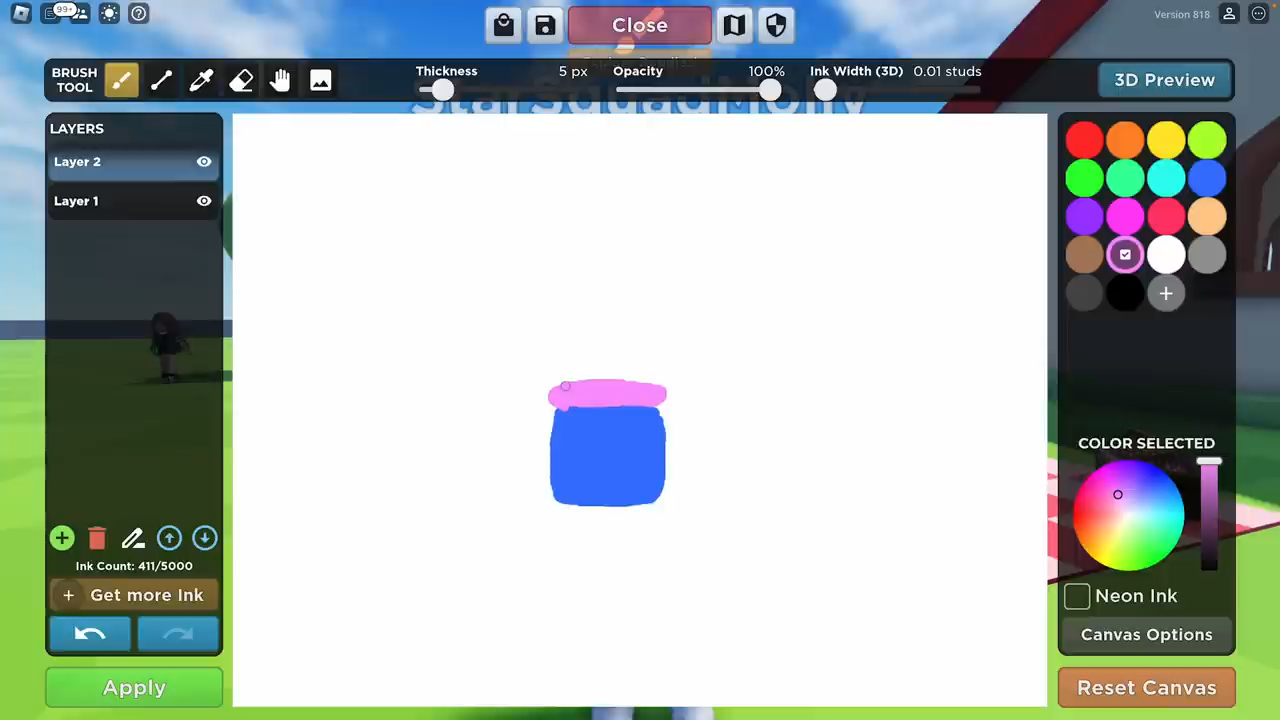 99+
Close
Version 818
BRUSH TOOL
Thickness
5 px
Opacity
100%
Ink Width (3D)
0.01 studs
3D Preview
StarSquadMolly
LAYERS
Layer 2
Layer 1
Ink Count: 411/5000
+ Get more Ink
Apply
COLOR SELECTED
Neon Ink
Canvas Options
Reset Canvas